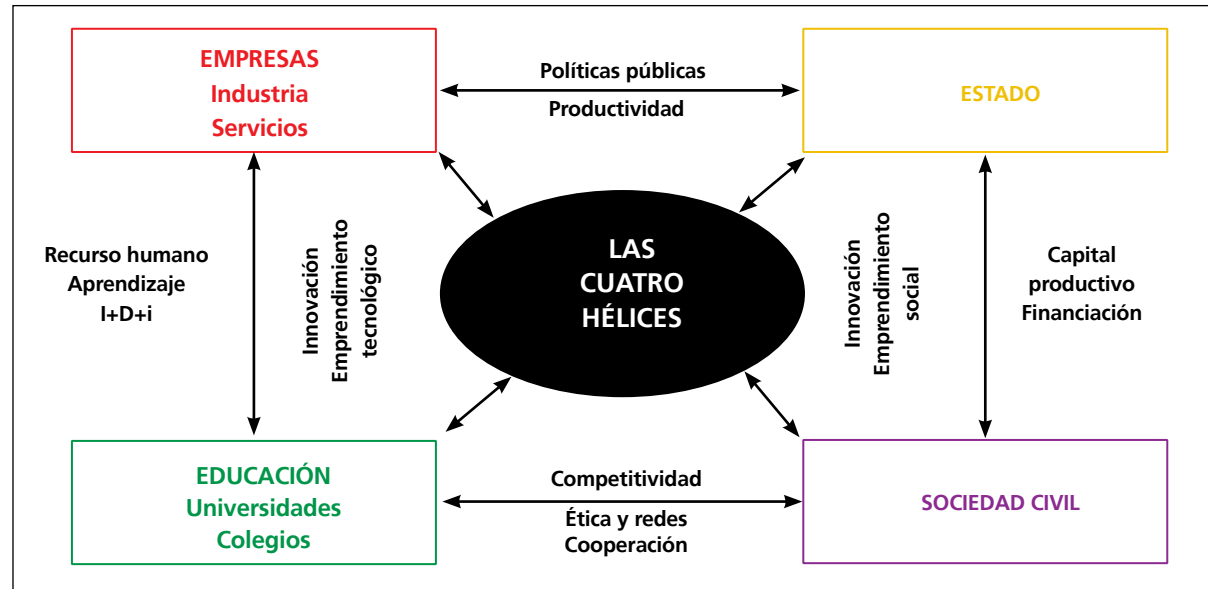 EMPRESAS
Industria
Servicios
Políticas públicas
Productividad
ESTADO
Recurso humano
Aprendizaje
I+D+i
Innovación
Emprendimiento
tecnológico
LAS
CUATRO
HÉLICES
Innovación
Emprendimiento
social
Capital
productivo
Financiación
EDUCACIÓN
Universidades
Colegios
Competitividad
Ética y redes
Cooperación
SOCIEDAD CIVIL